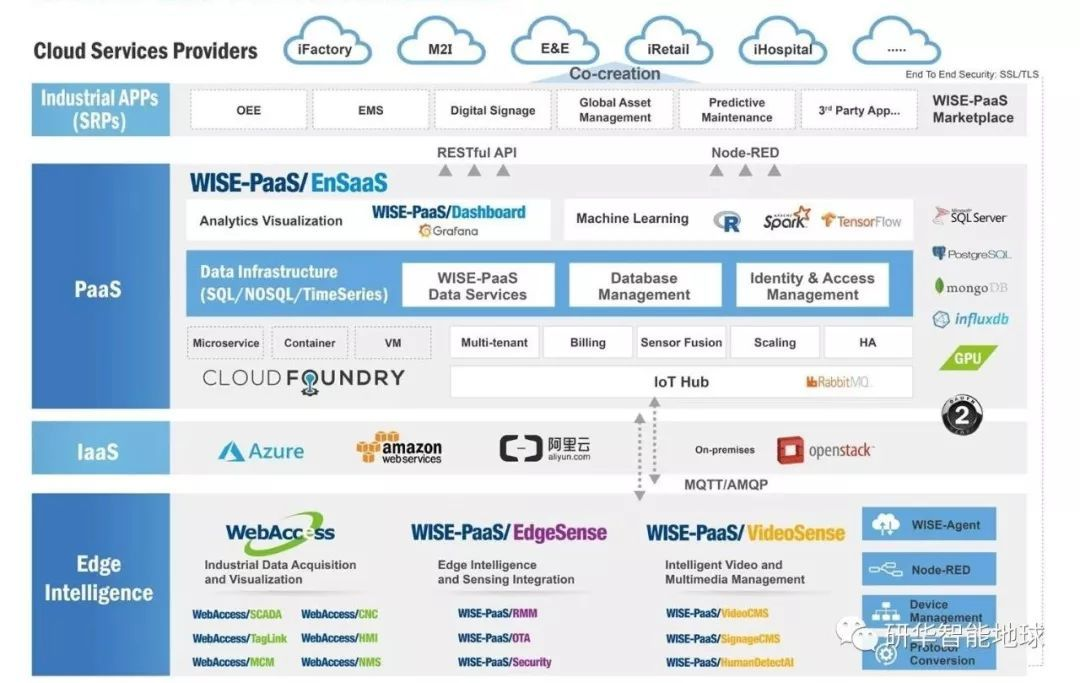 Cloud Services Providers
iFactory
M2I
E&E
iRetail
iHospital
.....
Co-creation
End To End Security: SSL/TLS
Industrial APPs
(SRPs)
OEE
EMS
Digital Signage
Global Asset
Management
Predictive
Maintenance
3rd Party App...
WISE-PaaS
Marketplace
RESTful API
Node-RED
PaaS
WISE-PaaS/EnSaaS
Analytics Visualization
WISE-PaaS/Dashboard
Grafana
Machine Learning
R
APACHE
Spark
TensorFlow
Microsoft
SQL Server
PostgreSQL
mongoDB
influxdb
GPU
OAUTH
2
Data Infrastructure
(SQL/NOSQL/TimeSeries)
WISE-PaaS
Data Services
Database
Management
Identity & Access
Management
Microservice
Container
VM
Multi-tenant
Billing
Sensor Fusion
Scaling
HA
CLOUD FOUNDRY
IoT Hub
RabbitMQ
IaaS
Azure
amazon
web services
阿里云
aliyun.com
On-premises
openstack
MQTT/AMQP
Edge
Intelligence
WebAccess
Industrial Data Acquisition
and Visualization
WebAccess/SCADA
WebAccess/CNC
WebAccess/TagLink
WebAccess/HMI
WebAccess/MCM
WebAccess/NMS
WISE-PaaS/EdgeSense
Edge Intelligence
and Sensing Integration
WISE-PaaS/RMM
WISE-PaaS/OTA
WISE-PaaS/Security
WISE-PaaS/VideoSense
Intelligent Video and
Multimedia Management
WISE-PaaS/VideoCMS
WISE-PaaS/SignageCMS
WISE-PaaS/HumanDetectAI
WISE-Agent
Node-RED
Device
Management
Protocol
Conversion
研华智能地球